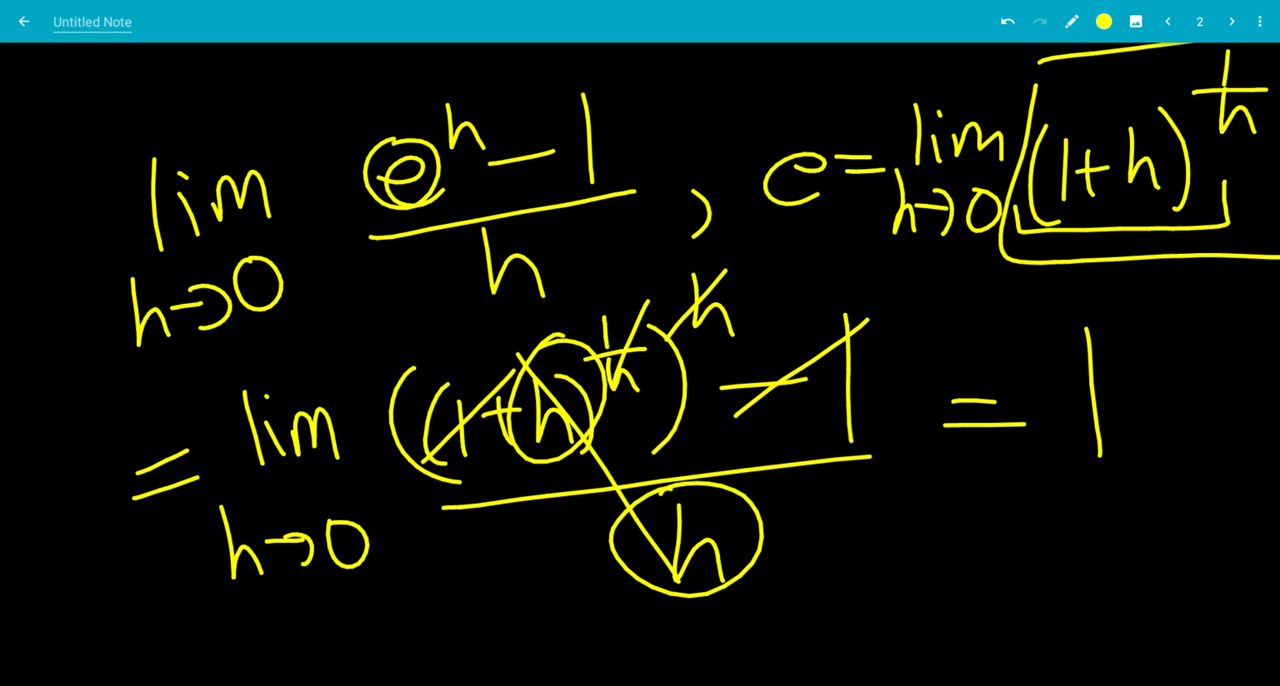 Untitled Note
2
lim h→0 (e^h − 1)/h , e = lim h→0 (1+h)^(1/h)
= lim h→0 (((1+h)^(1/h))^h − 1)/h = 1